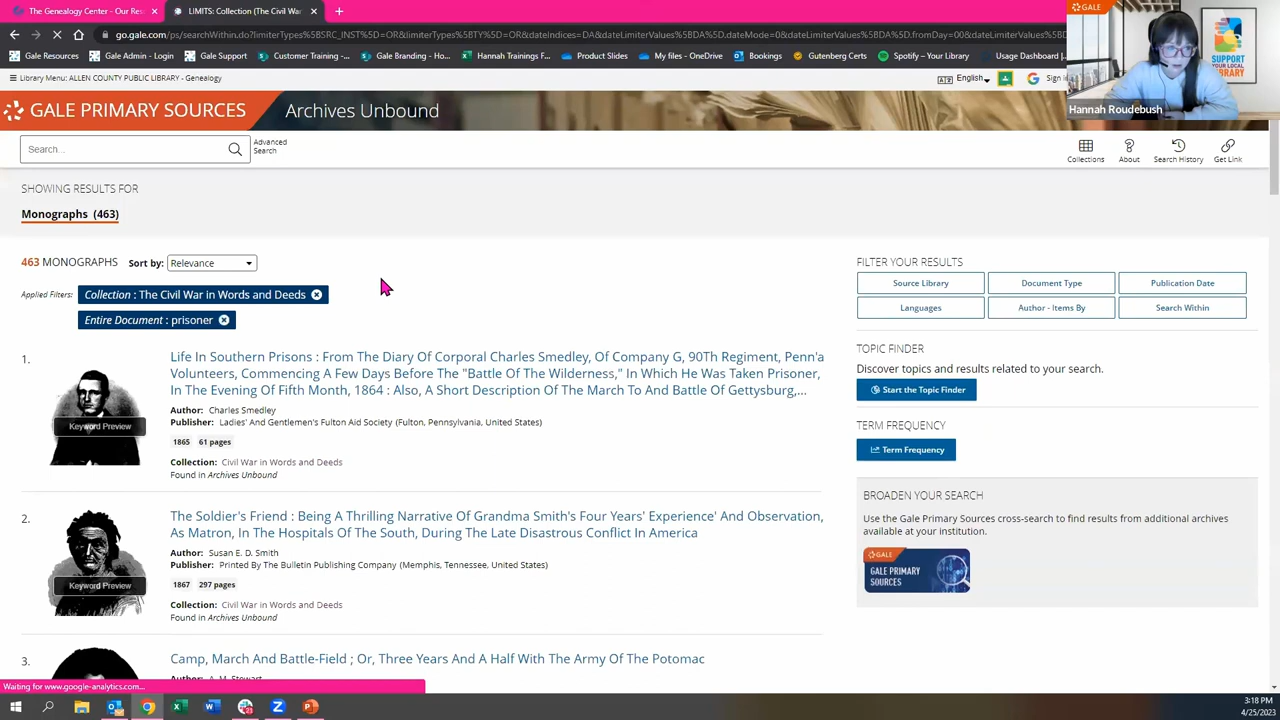 The Genealogy Center - Our Res
LIMITS: Collection (The Civil War
GALE
SUPPORT
YOUR LOCAL
LIBRARY
go.gale.com/ps/searchWithin.do?limiterTypes%5BSRC_INST%5D=OR&limiterTypes%5BTY%5D=OR&dateIndices=DA&dateLimiterValues%5BDA%5D.dateMode=0&dateLimiterValues%5BDA%5D.fromDay=00&dateLimiterValues%5BD
Gale Resources
Gale Admin - Login
Gale Support
Customer Training -...
Gale Branding - Ho...
Hannah Trainings F...
Product Slides
My files - OneDrive
Bookings
Gutenberg Certs
Spotify – Your Library
Usage Dashboard
Library Menu: ALLEN COUNTY PUBLIC LIBRARY - Genealogy
English
Sign i
Hannah Roudebush
GALE PRIMARY SOURCES
Archives Unbound
Search...
Advanced
Search
Collections
About
Search History
Get Link
SHOWING RESULTS FOR
Monographs (463)
463 MONOGRAPHS
Sort by:
Relevance
Applied Filters:
Collection : The Civil War in Words and Deeds
Entire Document : prisoner
1.
Life In Southern Prisons : From The Diary Of Corporal Charles Smedley, Of Company G, 90Th Regiment, Penn'a
Volunteers, Commencing A Few Days Before The "Battle Of The Wilderness," In Which He Was Taken Prisoner,
In The Evening Of Fifth Month, 1864 : Also, A Short Description Of The March To And Battle Of Gettysburg,...
Author: Charles Smedley
Publisher: Ladies' And Gentlemen's Fulton Aid Society (Fulton, Pennsylvania, United States)
Keyword Preview
1865 61 pages
Collection: Civil War in Words and Deeds
Found in Archives Unbound
2.
The Soldier's Friend : Being A Thrilling Narrative Of Grandma Smith's Four Years' Experience' And Observation,
As Matron, In The Hospitals Of The South, During The Late Disastrous Conflict In America
Author: Susan E. D. Smith
Publisher: Printed By The Bulletin Publishing Company (Memphis, Tennessee, United States)
Keyword Preview
1867 297 pages
Collection: Civil War in Words and Deeds
Found in Archives Unbound
3.
Camp, March And Battle-Field ; Or, Three Years And A Half With The Army Of The Potomac
Author: A. M. Stewart
FILTER YOUR RESULTS
Source Library
Document Type
Publication Date
Languages
Author - Items By
Search Within
TOPIC FINDER
Discover topics and results related to your search.
Start the Topic Finder
TERM FREQUENCY
Term Frequency
BROADEN YOUR SEARCH
Use the Gale Primary Sources cross-search to find results from additional archives
available at your institution.
GALE
GALE PRIMARY
SOURCES
Waiting for www.google-analytics.com...
3:18 PM
4/25/2023